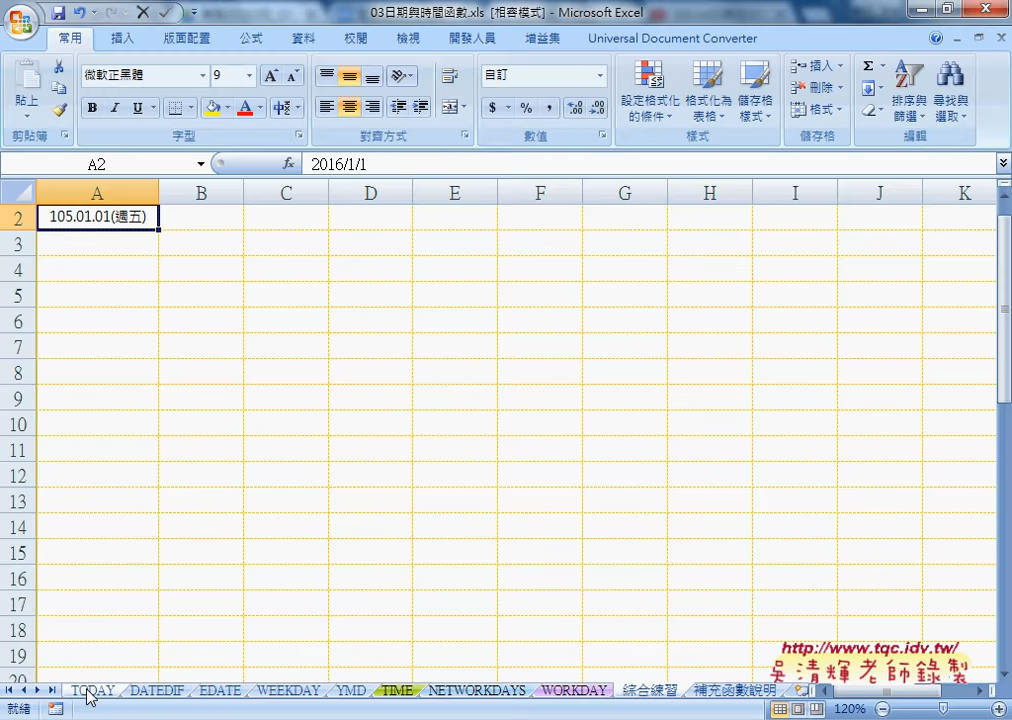 03日期與時間函數.xls [相容模式] - Microsoft Excel
常用 插入 版面配置 公式 資料 校閱 檢視 開發人員 增益集 Universal Document Converter
貼上
剪貼簿
微軟正黑體 9
B I U
字型
對齊方式
自訂
$ % ,
數值
設定格式化的條件
格式化為表格
儲存格樣式
樣式
插入
刪除
格式
儲存格
Σ
排序與篩選
尋找與選取
編輯
A2 fx 2016/1/1
A B C D E F G H I J K
2 105.01.01(週五)
3
4
5
6
7
8
9
10
11
12
13
14
15
16
17
18
19
20
http://www.tqc.idv.tw/
吳清輝老師錄製
TODAY DATEDIF EDATE WEEKDAY YMD TIME NETWORKDAYS WORKDAY 綜合練習 補充函數說明
就緒 120%